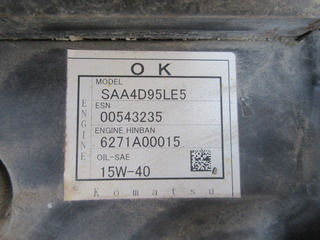 OK
MODEL
SAA4D95LE5
ESN
00543235
ENGINE HINBAN
6271A00015
OIL-SAE
15W-40
ENGINE
Komatsu